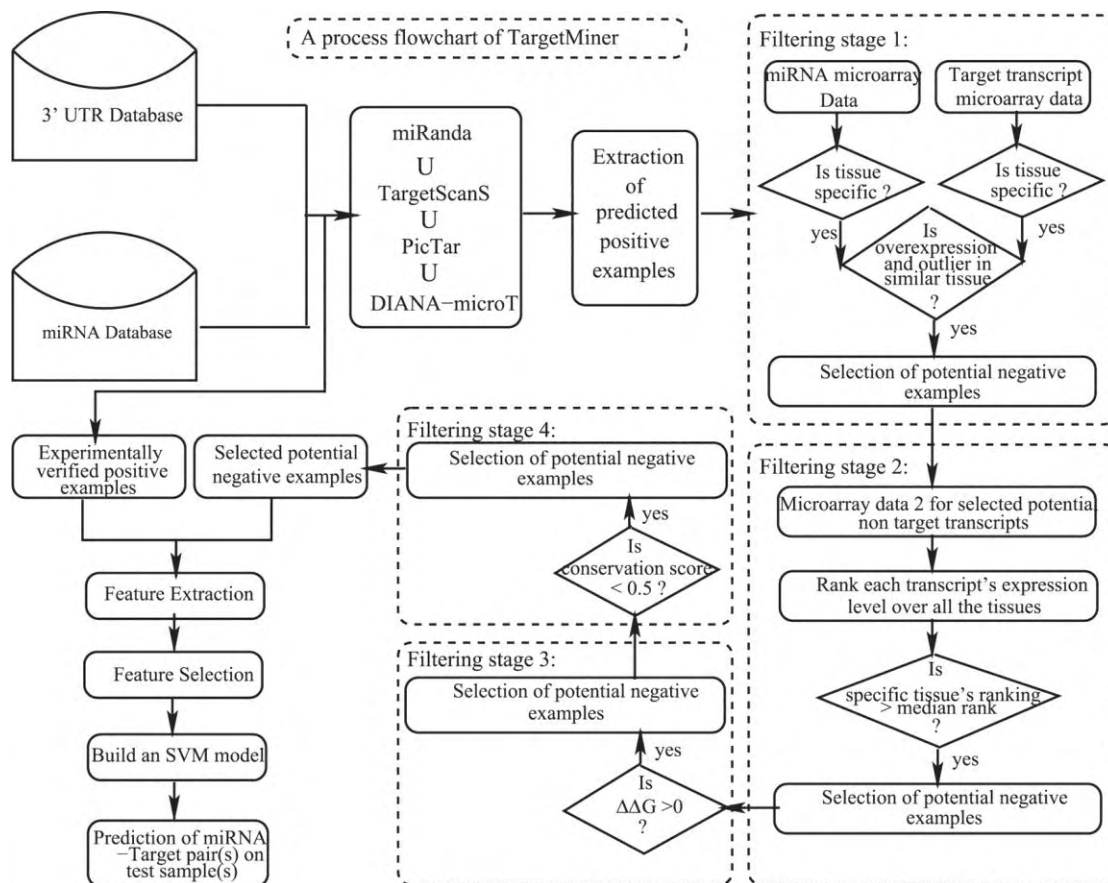 A process flowchart of TargetMiner
3' UTR Database
miRNA Database
miRanda
U
TargetScanS
U
PicTar
U
DIANA−microT
Extraction
of
predicted
positive
examples
Filtering stage 1:
miRNA microarray
Data
Target transcript
microarray data
Is tissue
specific ?
Is tissue
specific ?
yes
yes
Is
overexpression
and outlier in
similar tissue
?
yes
Selection of potential negative
examples
Filtering stage 2:
Microarray data 2 for selected potential
non target transcripts
Rank each transcript's expression
level over all the tissues
Is
specific tissue's ranking
> median rank
?
yes
Selection of potential negative
examples
Filtering stage 3:
Selection of potential negative
examples
yes
Is
ΔΔG >0
?
Filtering stage 4:
Selection of potential negative
examples
yes
Is
conservation score
< 0.5 ?
Experimentally
verified positive
examples
Selected potential
negative examples
Feature Extraction
Feature Selection
Build an SVM model
Prediction of miRNA
−Target pair(s) on
test sample(s)